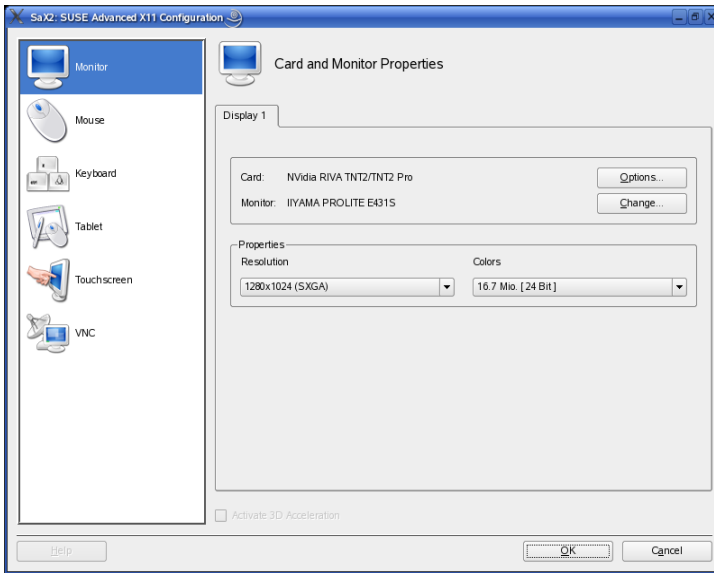 SaX2: SUSE Advanced X11 Configuration
Monitor
Mouse
Keyboard
Tablet
Touchscreen
VNC
Card and Monitor Properties
Display 1
Card: NVidia RIVA TNT2/TNT2 Pro
Options...
Monitor: IIYAMA PROLITE E431S
Change...
Properties
Resolution Colors
1280x1024 (SXGA) 16.7 Mio. [ 24 Bit ]
Activate 3D Acceleration
Help OK Cancel